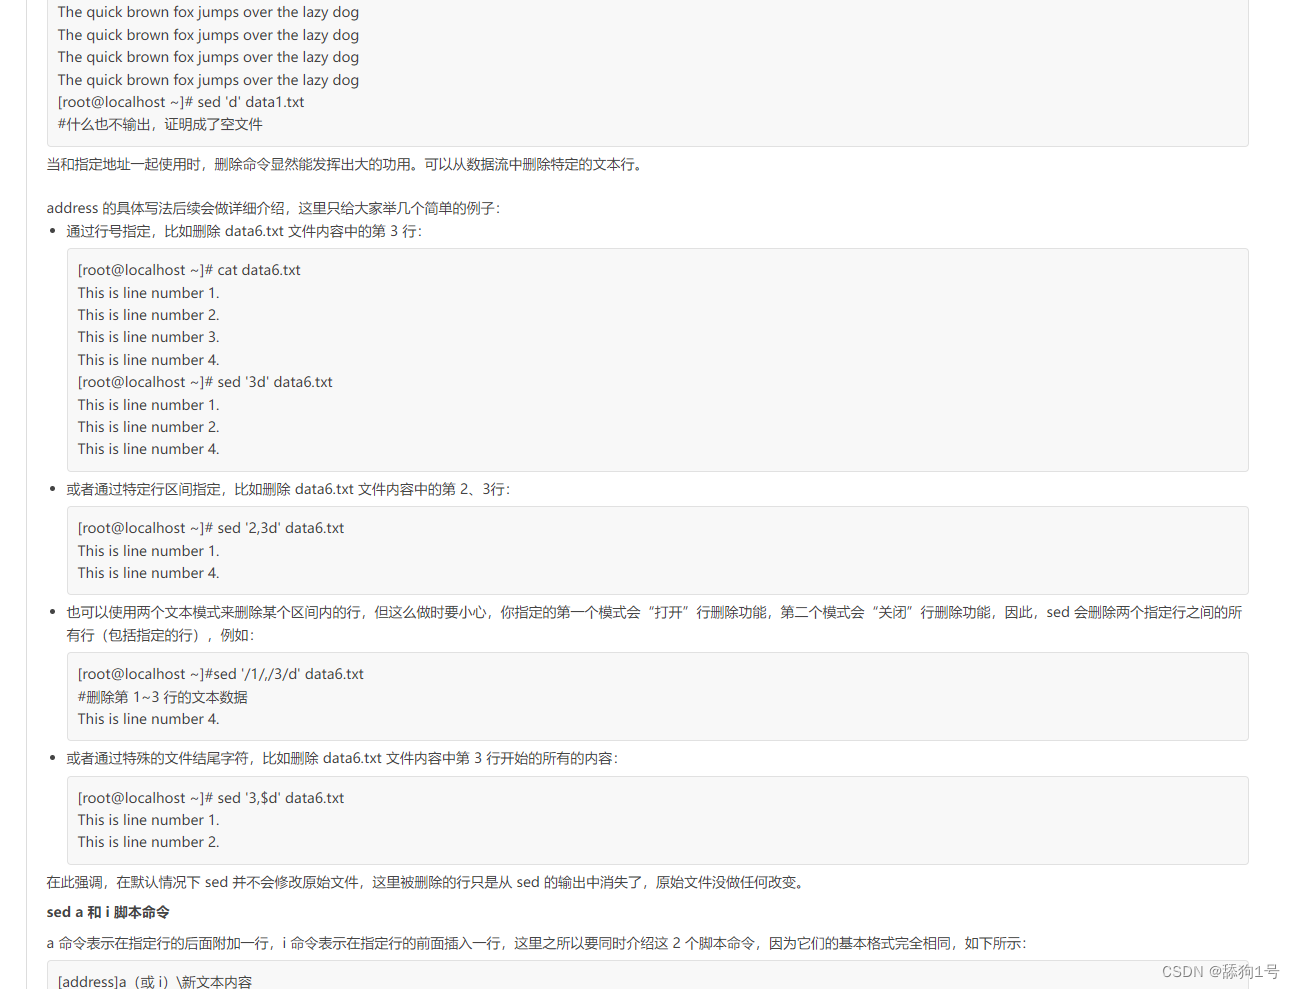 The quick brown fox jumps over the lazy dog
The quick brown fox jumps over the lazy dog
The quick brown fox jumps over the lazy dog
The quick brown fox jumps over the lazy dog
[root@localhost ~]# sed 'd' data1.txt
#什么也不输出，证明成了空文件
当和指定地址一起使用时，删除命令显然能发挥出大的功用。可以从数据流中删除特定的文本行。
address 的具体写法后续会做详细介绍，这里只给大家举几个简单的例子：
• 通过行号指定，比如删除 data6.txt 文件内容中的第 3 行：
[root@localhost ~]# cat data6.txt
This is line number 1.
This is line number 2.
This is line number 3.
This is line number 4.
[root@localhost ~]# sed '3d' data6.txt
This is line number 1.
This is line number 2.
This is line number 4.
• 或者通过特定行区间指定，比如删除 data6.txt 文件内容中的第 2、3行：
[root@localhost ~]# sed '2,3d' data6.txt
This is line number 1.
This is line number 4.
• 也可以使用两个文本模式来删除某个区间内的行，但这么做时要小心，你指定的第一个模式会“打开”行删除功能，第二个模式会“关闭”行删除功能，因此，sed 会删除两个指定行之间的所
有行（包括指定的行），例如：
[root@localhost ~]#sed '/1/,/3/d' data6.txt
#删除第 1~3 行的文本数据
This is line number 4.
• 或者通过特殊的文件结尾字符，比如删除 data6.txt 文件内容中第 3 行开始的所有的内容：
[root@localhost ~]# sed '3,$d' data6.txt
This is line number 1.
This is line number 2.
在此强调，在默认情况下 sed 并不会修改原始文件，这里被删除的行只是从 sed 的输出中消失了，原始文件没做任何改变。
sed a 和 i 脚本命令
a 命令表示在指定行的后面附加一行，i 命令表示在指定行的前面插入一行，这里之所以要同时介绍这 2 个脚本命令，因为它们的基本格式完全相同，如下所示：
[address]a（或 i）\新文本内容
CSDN @舔狗1号